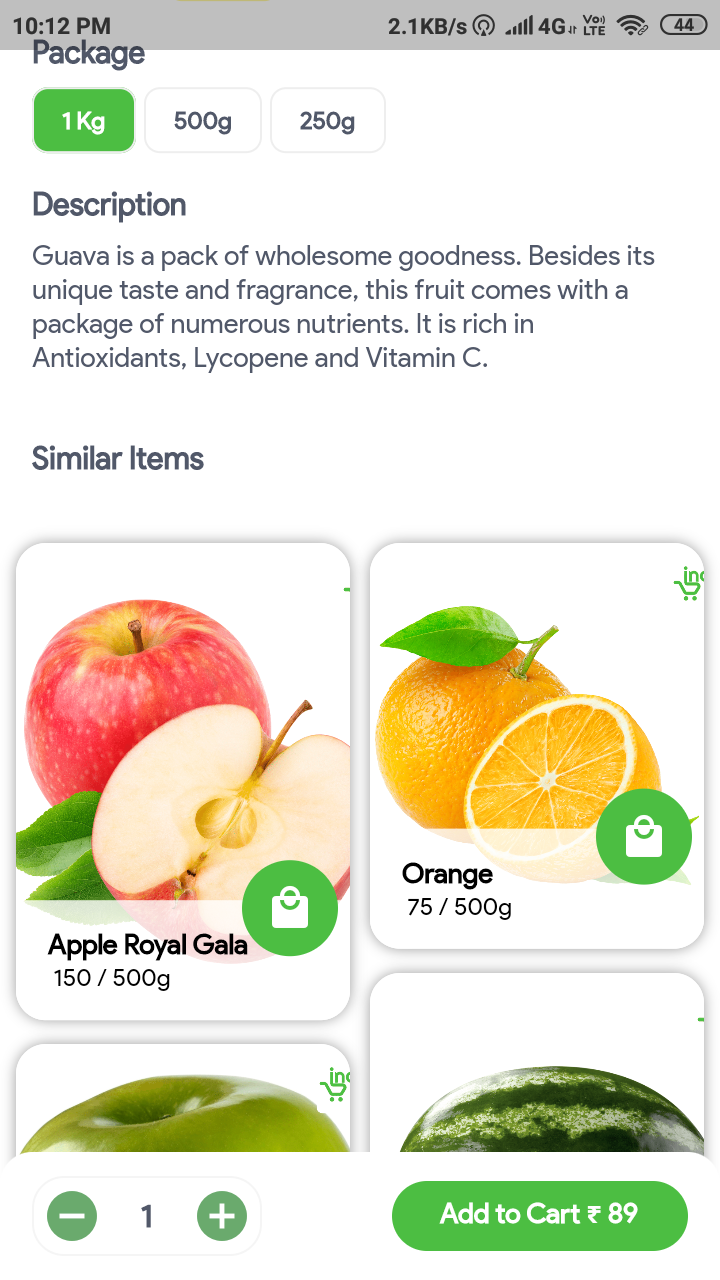 10:12 PM 2.1KB/s 4G Vo) LTE 44
Package
1 Kg 500g 250g
Description
Guava is a pack of wholesome goodness. Besides its
unique taste and fragrance, this fruit comes with a
package of numerous nutrients. It is rich in
Antioxidants, Lycopene and Vitamin C.
Similar Items
Apple Royal Gala
150 / 500g
Orange
75 / 500g
1
Add to Cart ₹ 89